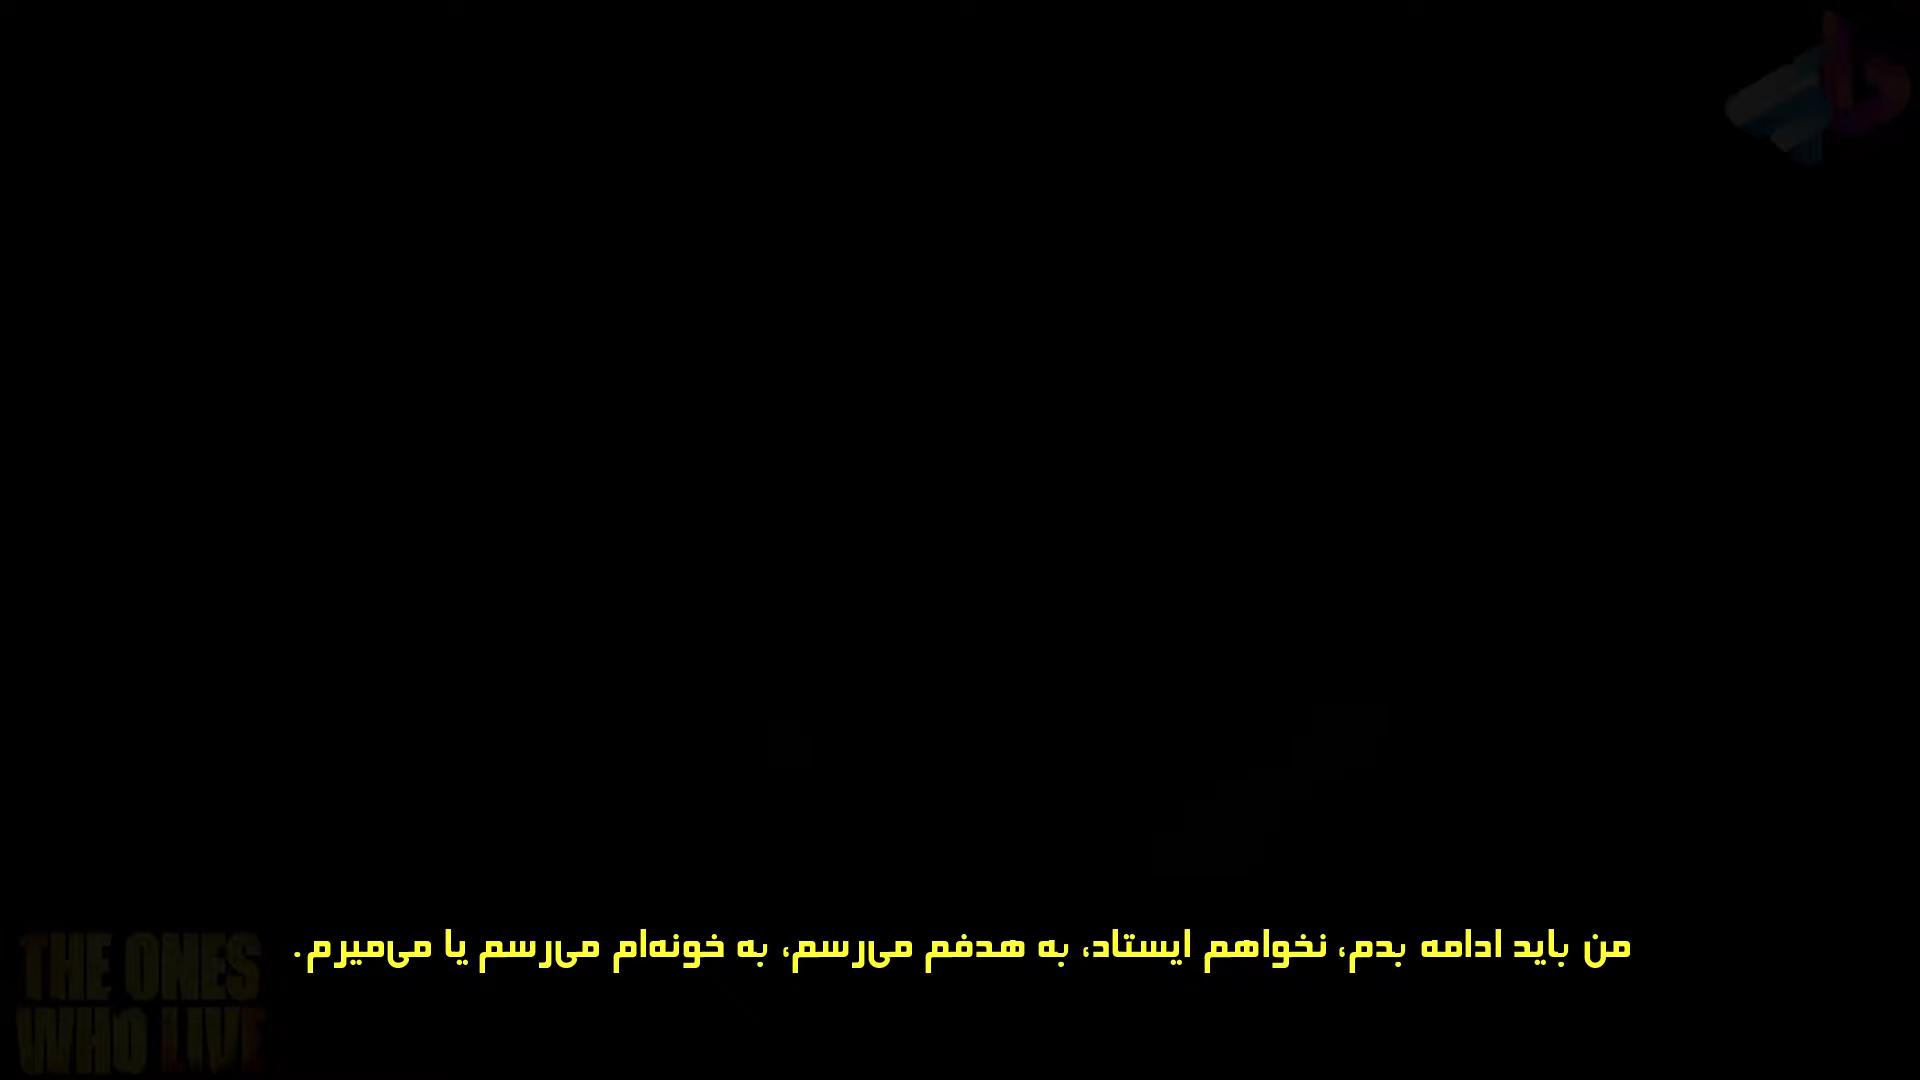 من باید ادامه بدم، نخواهم ایستاد، به هدفم می‌رسم، به خونه‌ام می‌رسم یا می‌میرم.
THE ONES
WHO LIVE